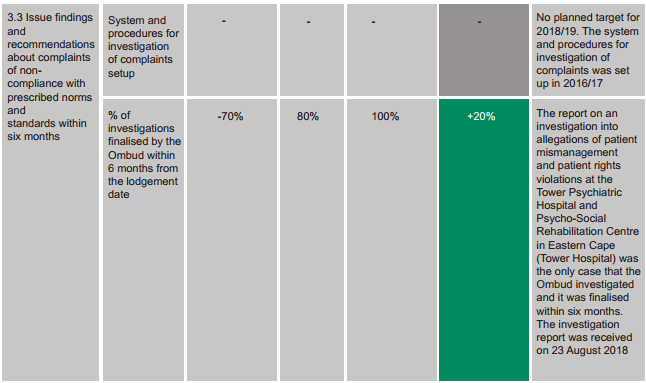 3.3 Issue findings
and
recommendations
about complaints
of non-
compliance with
prescribed norms
and
standards within
six months
System and
procedures for
investigation
of complaints
setup
-
-
-
-
No planned target for
2018/19. The system
and procedures for
investigation of
complaints was set
up in 2016/17
% of
investigations
finalised by the
Ombud within
6 months from
the lodgement
date
-70%
80%
100%
+20%
The report on an
investigation into
allegations of patient
mismanagement
and patient rights
violations at the
Tower Psychiatric
Hospital and
Psycho-Social
Rehabilitation Centre
in Eastern Cape
(Tower Hospital) was
the only case that the
Ombud investigated
and it was finalised
within six months.
The investigation
report was received
on 23 August 2018